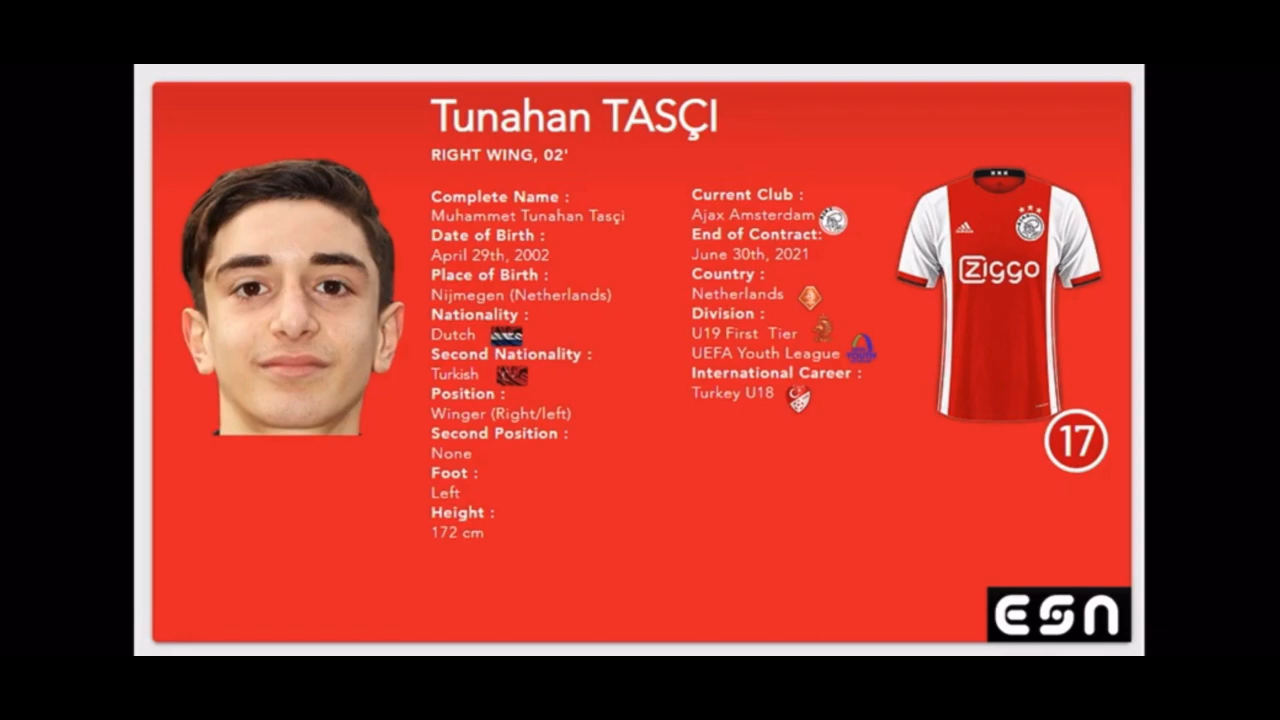 Tunahan TASÇI
RIGHT WING, 02'
Complete Name :
Muhammet Tunahan Tasçi
Date of Birth :
April 29th, 2002
Place of Birth :
Nijmegen (Netherlands)
Nationality :
Dutch
Second Nationality :
Turkish
Position :
Winger (Right/left)
Second Position :
None
Foot :
Left
Height :
172 cm
Current Club :
Ajax Amsterdam
End of Contract:
June 30th, 2021
Country :
Netherlands
Division :
U19 First Tier
UEFA Youth League
YOUTH
International Career :
Turkey U18
adidas
Ziggo
17
ESN